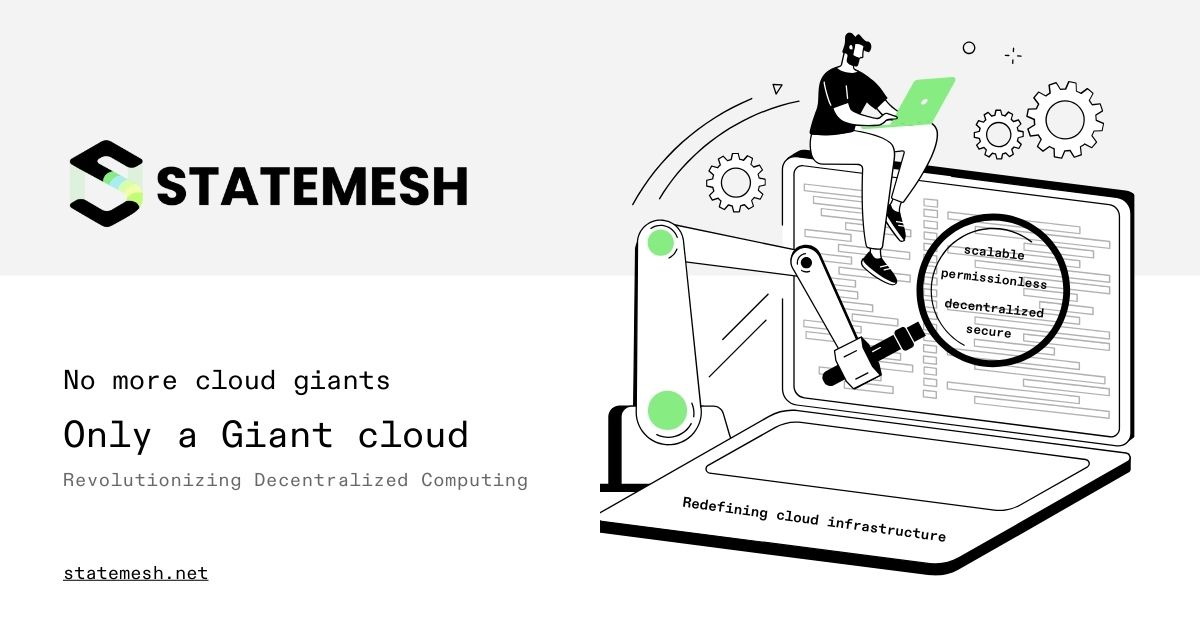 STATEMESH
No more cloud giants
Only a Giant cloud
Revolutionizing Decentralized Computing
statemesh.net
scalable
permissionless
decentralized
secure
Redefining cloud infrastructure